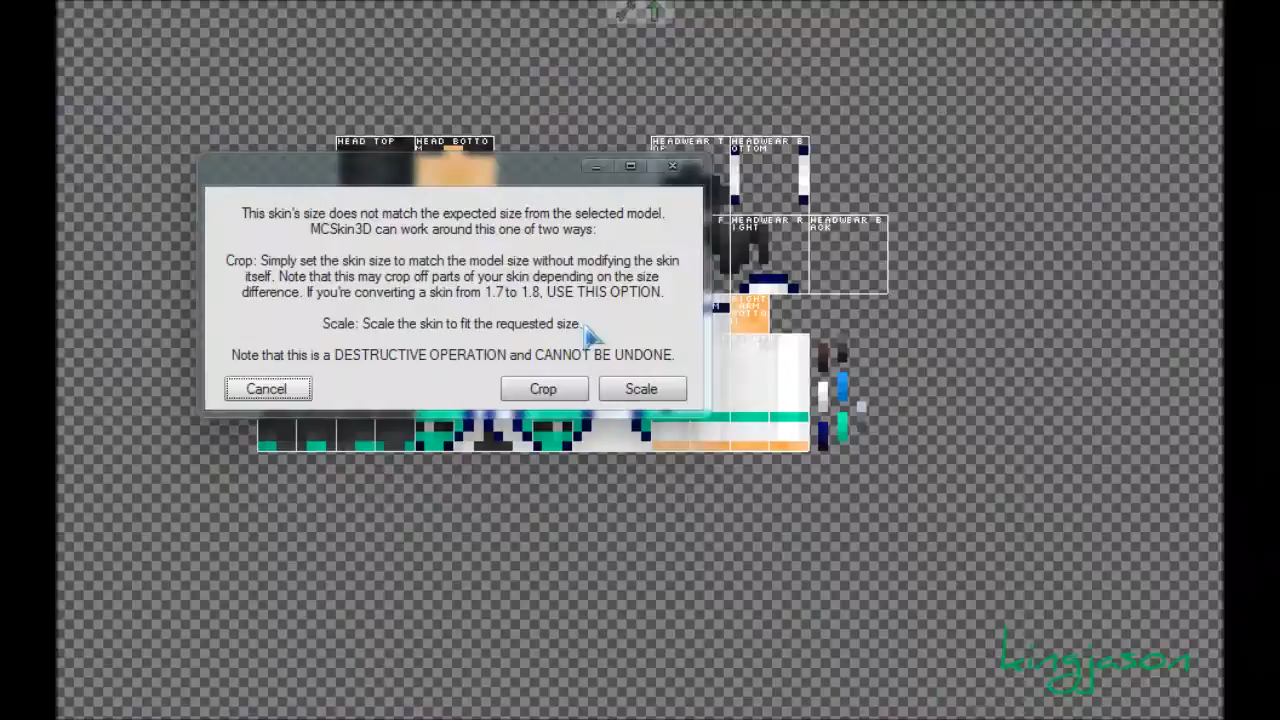 HEAD TOP
HEAD BOTTO
M
HEADWEAR T
OP
HEADWEAR B
OTTOM
This skin's size does not match the expected size from the selected model.
MCSkin3D can work around this one of two ways:
Crop: Simply set the skin size to match the model size without modifying the skin
itself. Note that this may crop off parts of your skin depending on the size
difference. If you're converting a skin from 1.7 to 1.8, USE THIS OPTION.
Scale: Scale the skin to fit the requested size.
Note that this is a DESTRUCTIVE OPERATION and CANNOT BE UNDONE.
Cancel
Crop
Scale
F
HEADWEAR R
IGHT
HEADWEAR B
ACK
M
RIGHT
ARM
BOTTO
kingjason